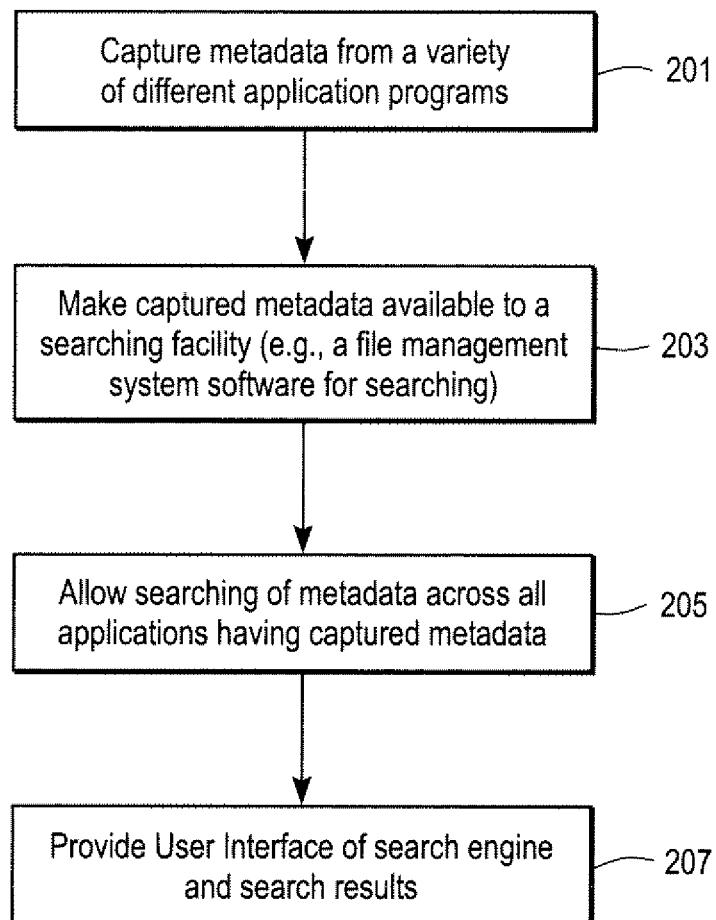 Capture metadata from a variety
of different application programs
201
Make captured metadata available to a
searching facility (e.g., a file management
system software for searching)
203
Allow searching of metadata across all
applications having captured metadata
205
Provide User Interface of search engine
and search results
207